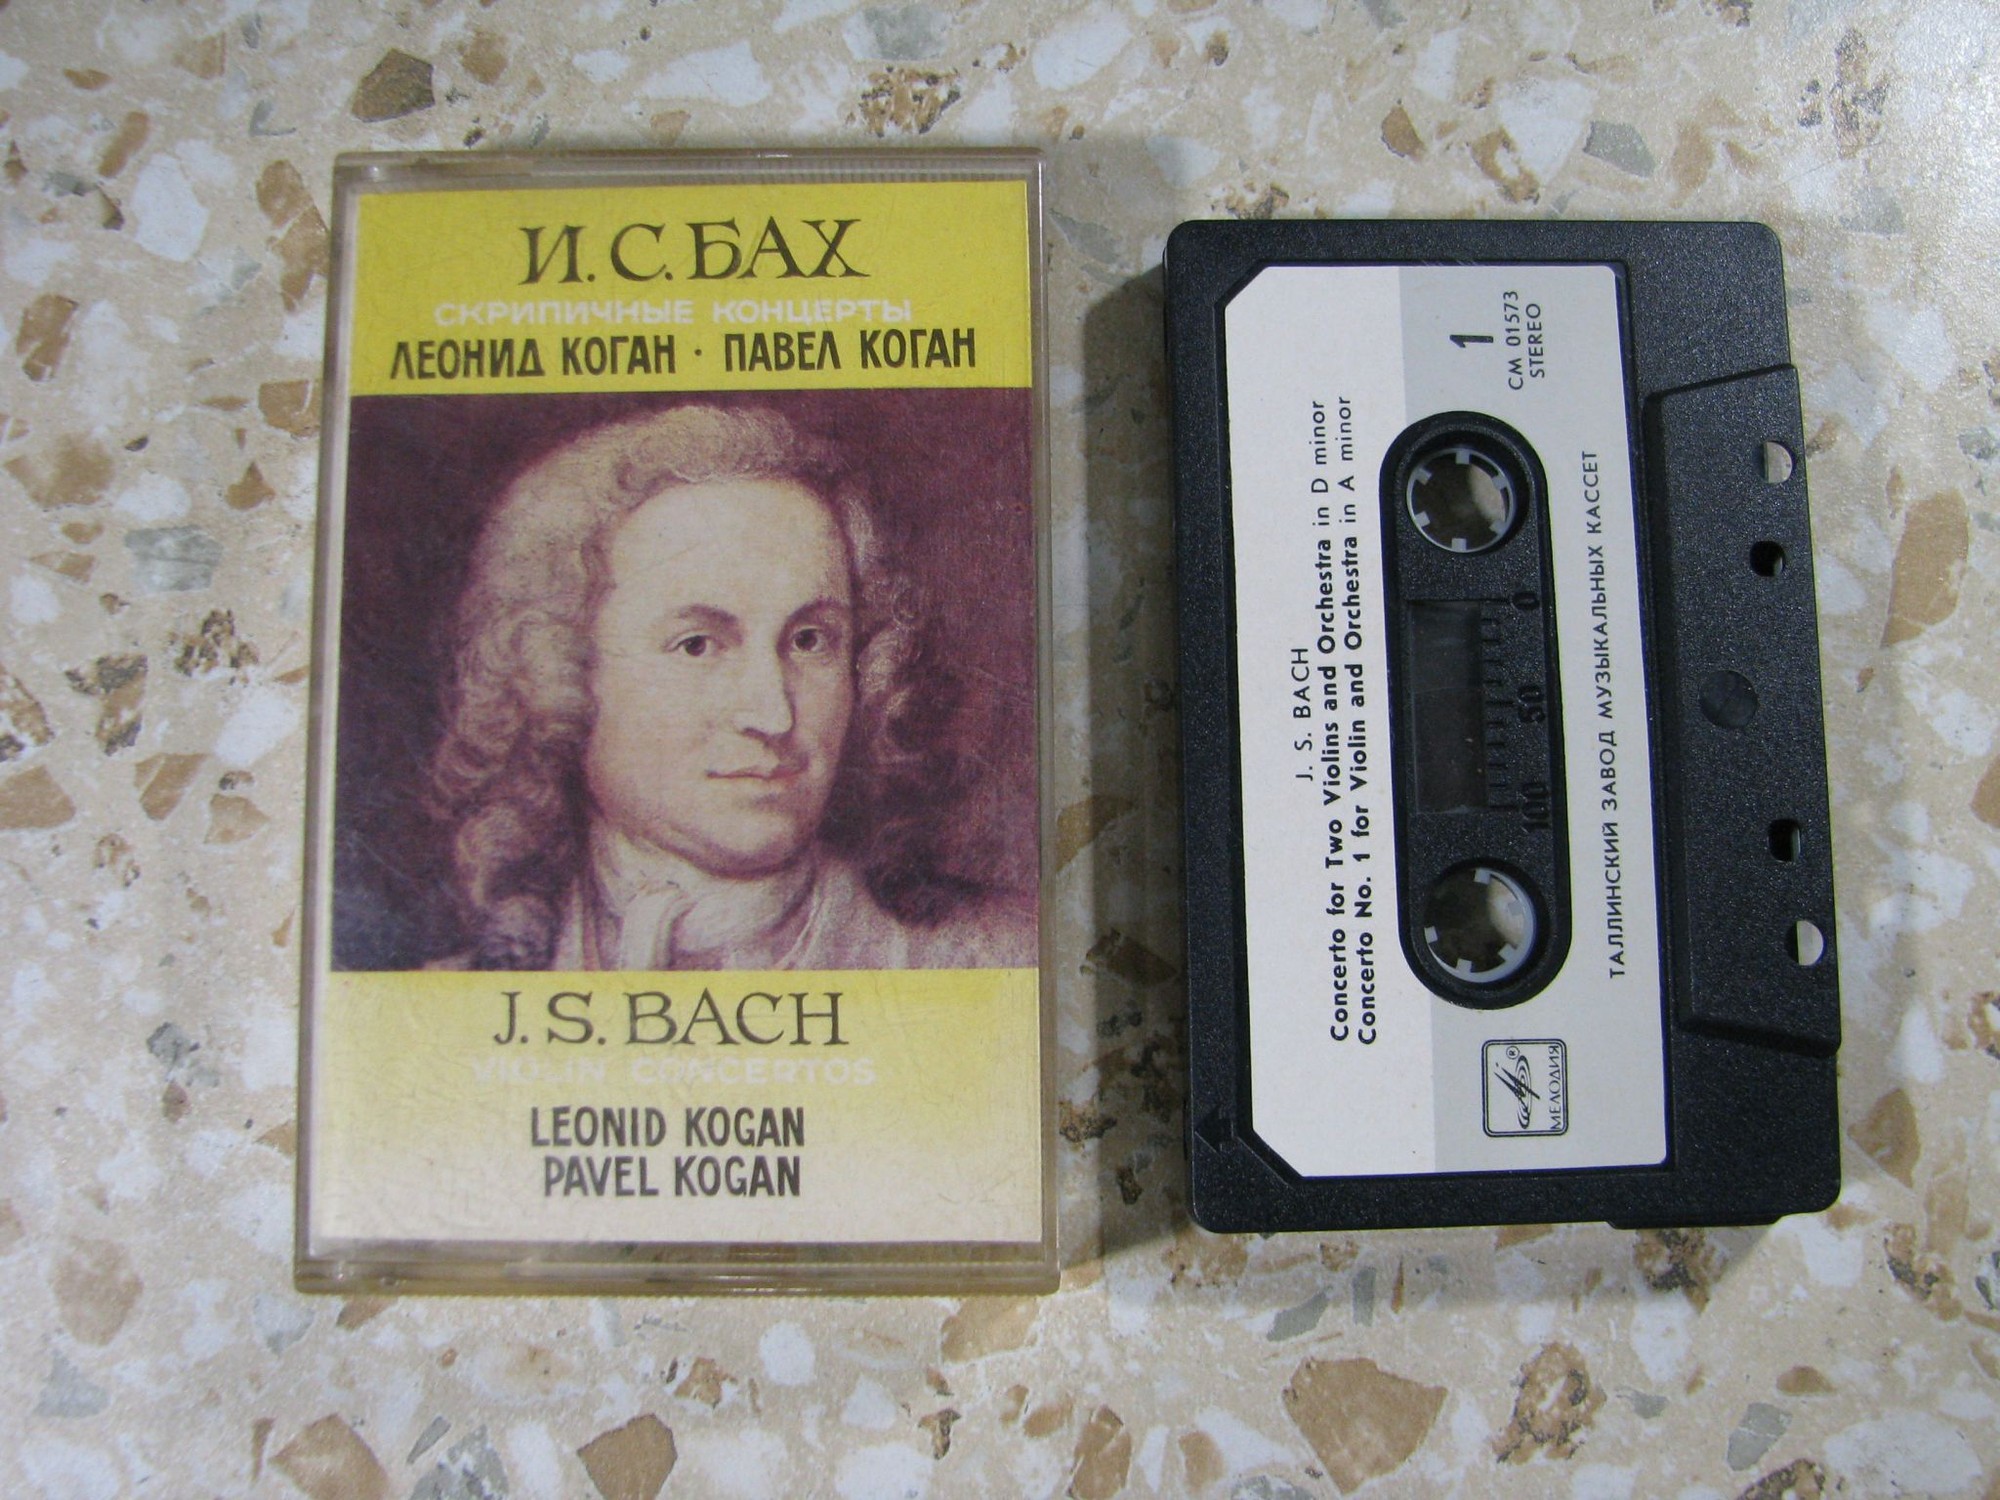 И.С.БАХ
СКРИПИЧНЫЕ КОНЦЕРТЫ
ЛЕОНИД КОГАН · ПАВЕЛ КОГАН
J.S.BACH
VIOLIN CONCERTOS
LEONID KOGAN
PAVEL KOGAN
J. S. BACH
Concerto for Two Violins and Orchestra in D minor
Concerto No. 1 for Violin and Orchestra in A minor
1
СМ 01573
STEREO
100 50 0
МЕЛОДИЯ ®
ТАЛЛИНСКИЙ ЗАВОД МУЗЫКАЛЬНЫХ КАССЕТ